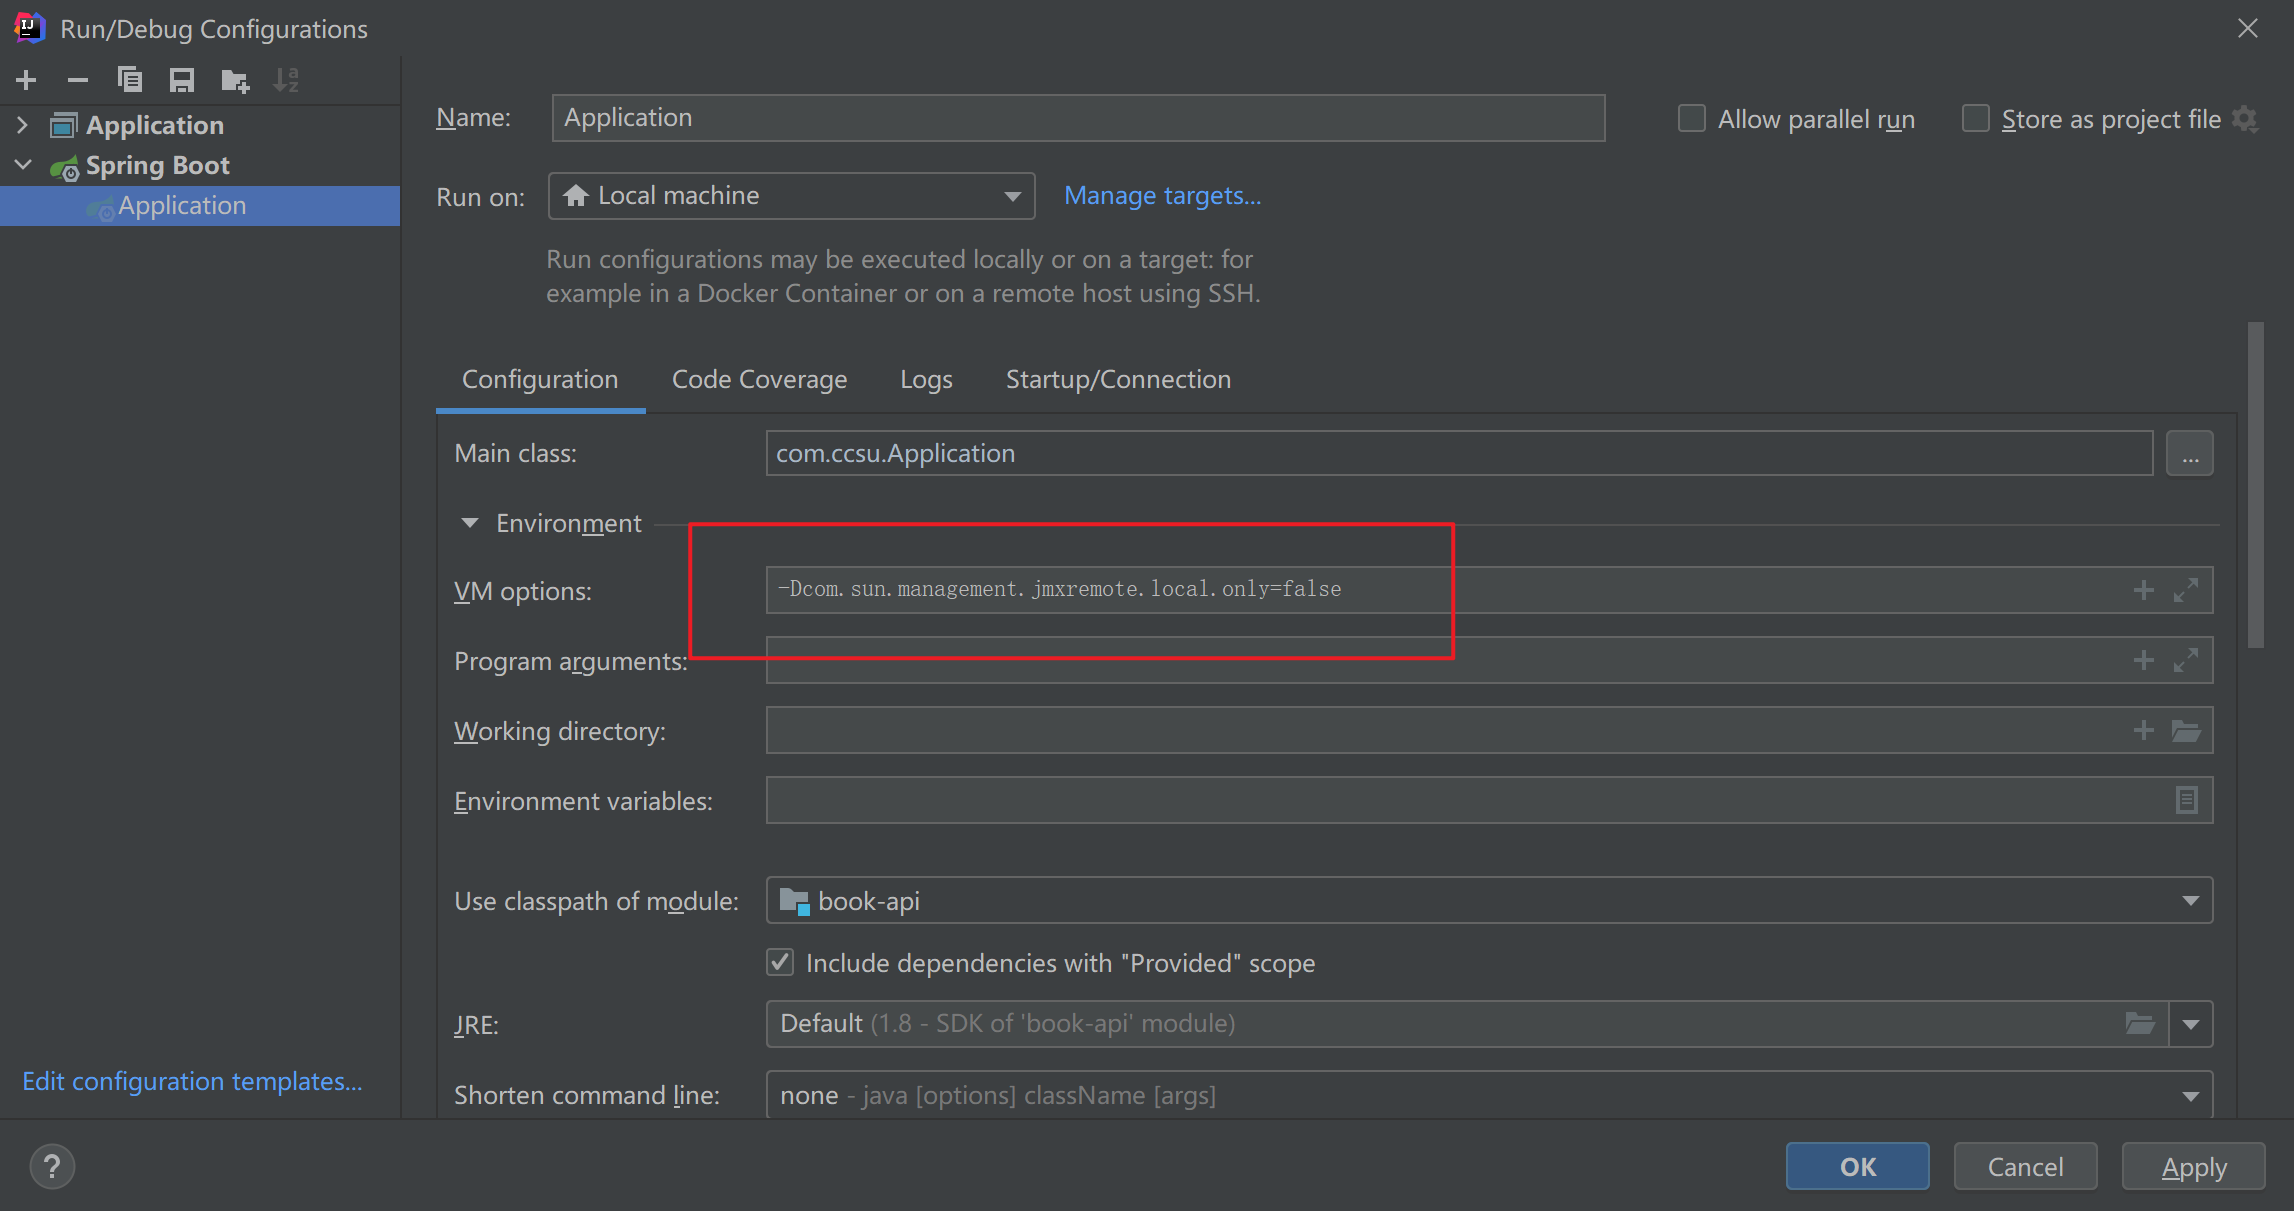 Run/Debug Configurations
Application
Spring Boot
Application
Edit configuration templates...
Name:
Application
Allow parallel run
Store as project file
Run on:
Local machine
Manage targets...
Run configurations may be executed locally or on a target: for
example in a Docker Container or on a remote host using SSH.
Configuration
Code Coverage
Logs
Startup/Connection
Main class:
com.ccsu.Application
...
Environment
VM options:
-Dcom.sun.management.jmxremote.local.only=false
Program arguments:
Working directory:
Environment variables:
Use classpath of module:
book-api
Include dependencies with "Provided" scope
JRE:
Default (1.8 - SDK of 'book-api' module)
Shorten command line:
none - java [options] className [args]
?
OK
Cancel
Apply